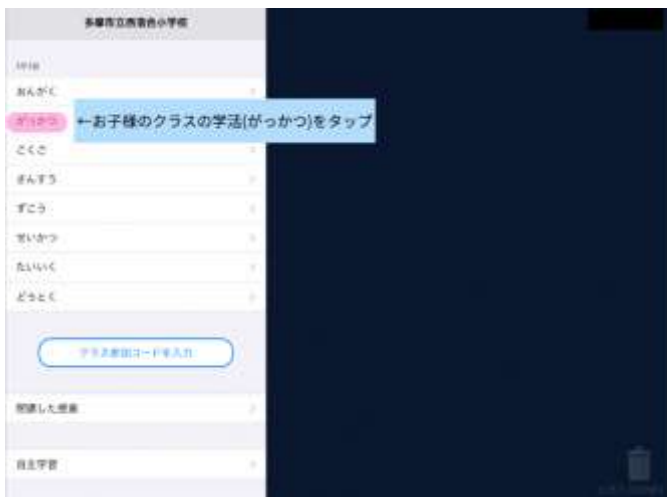 多摩市立西落合小学校
おんがく
がっかつ
←お子様のクラスの学活(がっかつ)をタップ
こくご
さんすう
ずこう
せいかつ
たいいく
どうとく
クラス参加コードを入力
閉講した授業
自主学習